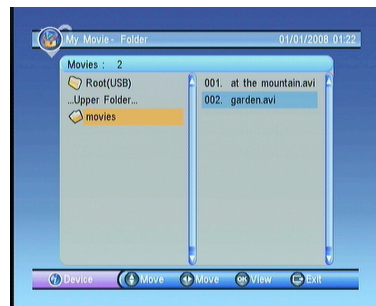 My Movie- Folder 01/01/2008 01:22
Movies : 2
Root(USB)
...Upper Folder...
movies
001. at the mountain.avi
002. garden.avi
Device Move Move OK View Exit